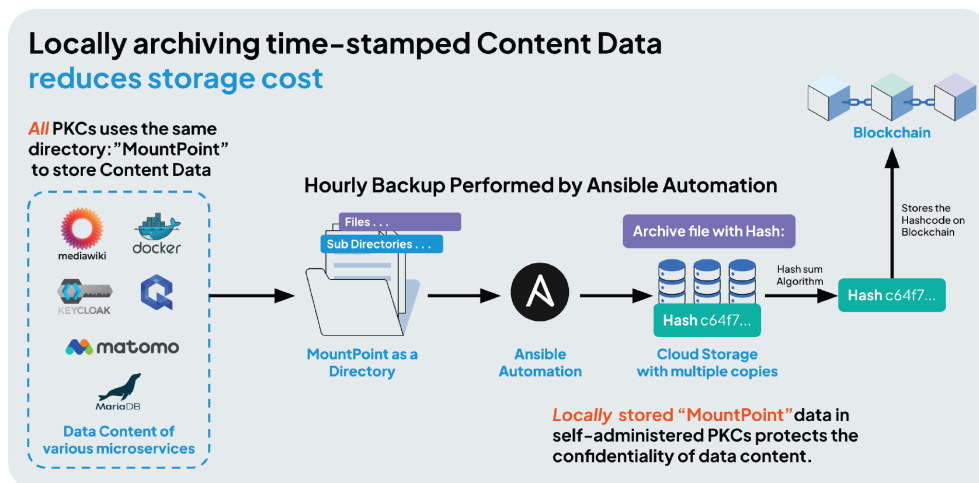 Locally archiving time-stamped Content Data
reduces storage cost
All PKCs uses the same
directory:”MountPoint”
to store Content Data
mediawiki
docker
KEYCLOAK
matomo
MariaDB
Data Content of
various microservices
Hourly Backup Performed by Ansible Automation
Files . . .
Sub Directories . . .
MountPoint as a
Directory
A
Ansible
Automation
Archive file with Hash:
Hash c64f7...
Cloud Storage
with multiple copies
Hash sum
Algorithm
Hash c64f7...
Stores the
Hashcode on
Blockchain
Blockchain
Locally stored “MountPoint”data in
self-administered PKCs protects the
confidentiality of data content.